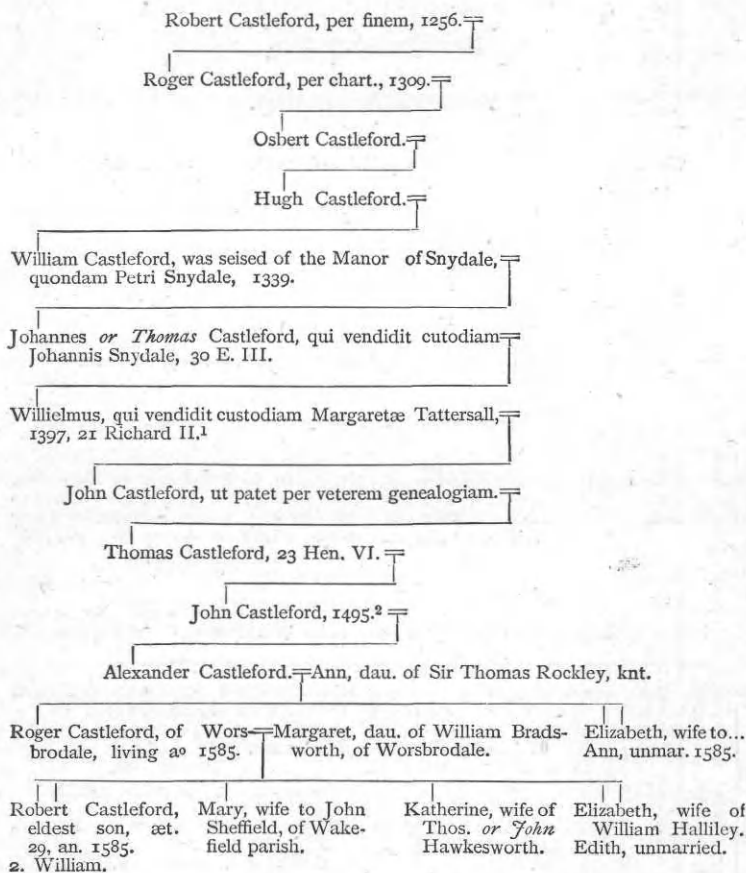 Robert Castleford, per finem, 1256.
Roger Castleford, per chart., 1309.
Osbert Castleford.
Hugh Castleford.
William Castleford, was seised of the Manor of Snydale,
quondam Petri Snydale, 1339.
Johannes or Thomas Castleford, qui vendidit cutodiam
Johannis Snydale, 30 E. III.
Willielmus, qui vendidit custodiam Margaretæ Tattersall,
1397, 21 Richard II.¹
John Castleford, ut patet per veterem genealogiam.
Thomas Castleford, 23 Hen. VI.
John Castleford, 1495.²
Alexander Castleford. Ann, dau. of Sir Thomas Rockley, knt.
Roger Castleford, of Wors-
brodale, living aº 1585.
Margaret, dau. of William Brads-
worth, of Worsbrodale.
Elizabeth, wife to...
Ann, unmar. 1585.
Robert Castleford,
eldest son, æt.
29, an. 1585.
2. William.
Mary, wife to John
Sheffield, of Wake-
field parish.
Katherine, wife of
Thos. or John
Hawkesworth.
Elizabeth, wife of
William Halliley.
Edith, unmarried.